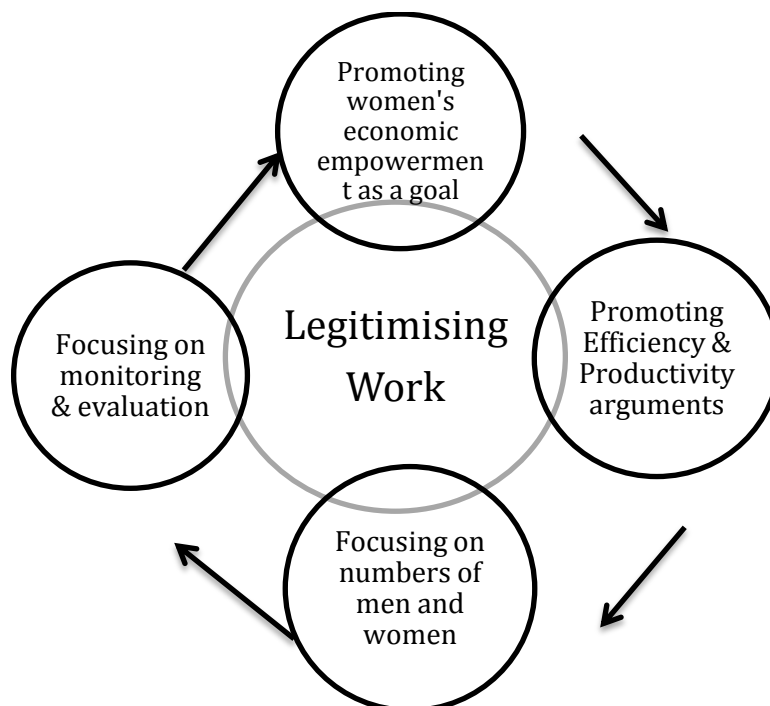 Promoting
women's
economic
empowermen
t as a goal
Legitimising
Work
Promoting
Efficiency &
Productivity
arguments
Focusing on
monitoring
& evaluation
Focusing on
numbers of
men and
women